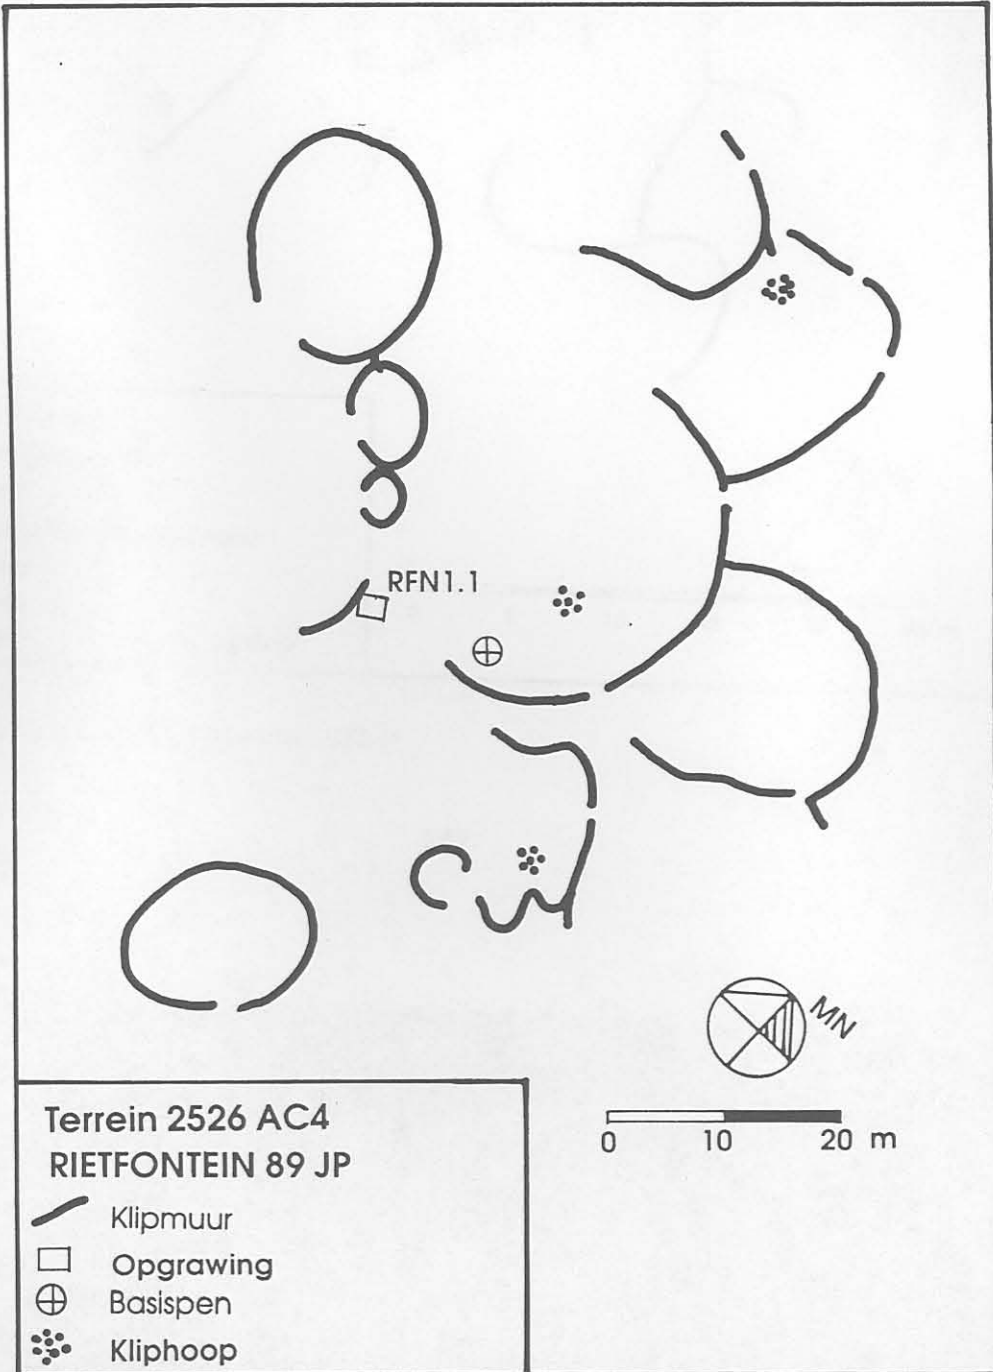 RFN1.1
MN
0 10 20 m
Terrein 2526 AC4
RIETFONTEIN 89 JP
Klipmuur
Opgrawing
Basispen
Kliphoop